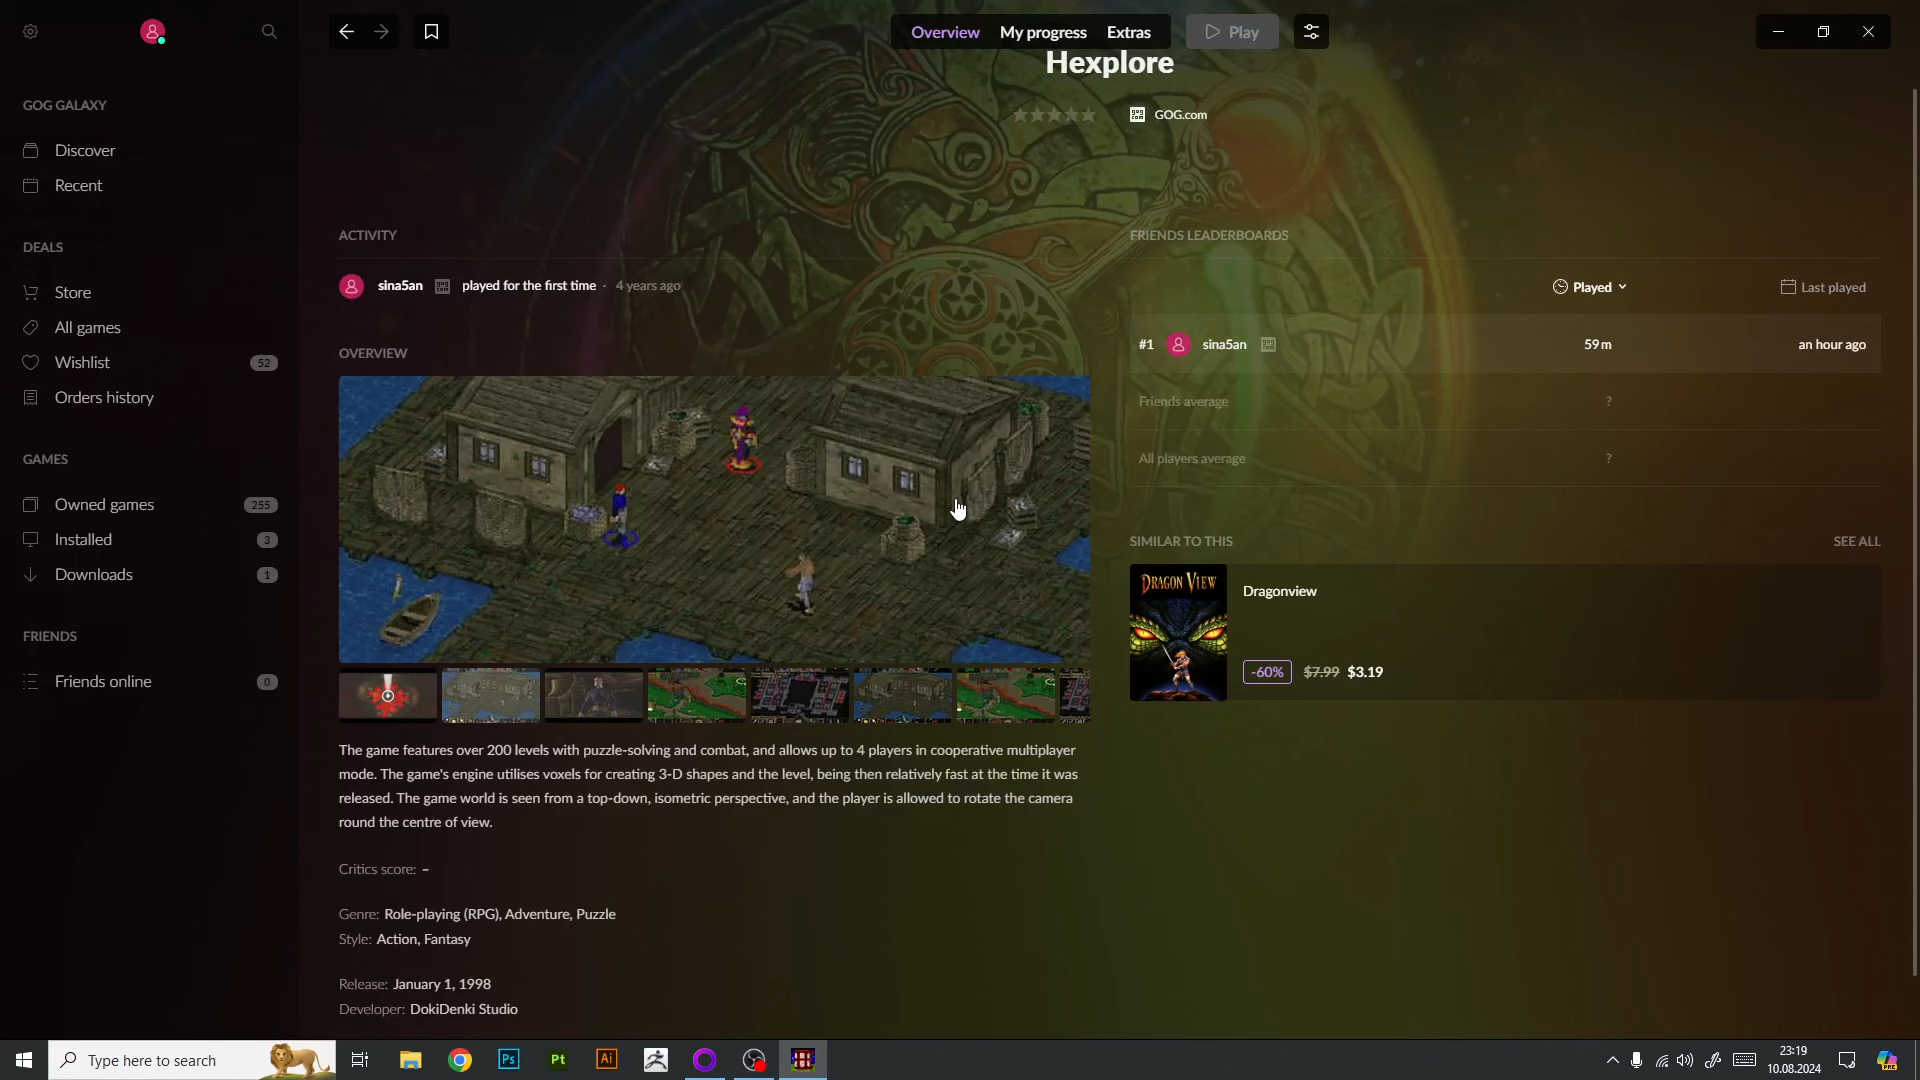 Overview My progress Extras Play
Hexplore
GOG.com
GOG GALAXY
Discover
Recent
DEALS
Store
All games
Wishlist 52
Orders history
GAMES
Owned games 255
Installed 3
Downloads 1
FRIENDS
Friends online 0
ACTIVITY
sina5an played for the first time · 4 years ago
OVERVIEW
The game features over 200 levels with puzzle-solving and combat, and allows up to 4 players in cooperative multiplayer
mode. The game's engine utilises voxels for creating 3-D shapes and the level, being then relatively fast at the time it was
released. The game world is seen from a top-down, isometric perspective, and the player is allowed to rotate the camera
round the centre of view.
Critics score: –
Genre: Role-playing (RPG), Adventure, Puzzle
Style: Action, Fantasy
Release: January 1, 1998
Developer: DokiDenki Studio
FRIENDS LEADERBOARDS
Played Last played
#1 sina5an 59 m an hour ago
Friends average ?
All players average ?
SIMILAR TO THIS SEE ALL
DRAGON VIEW
Dragonview
-60% $7.99 $3.19
Type here to search
Ps
Pt
Ai
23:19
10.08.2024
PRE